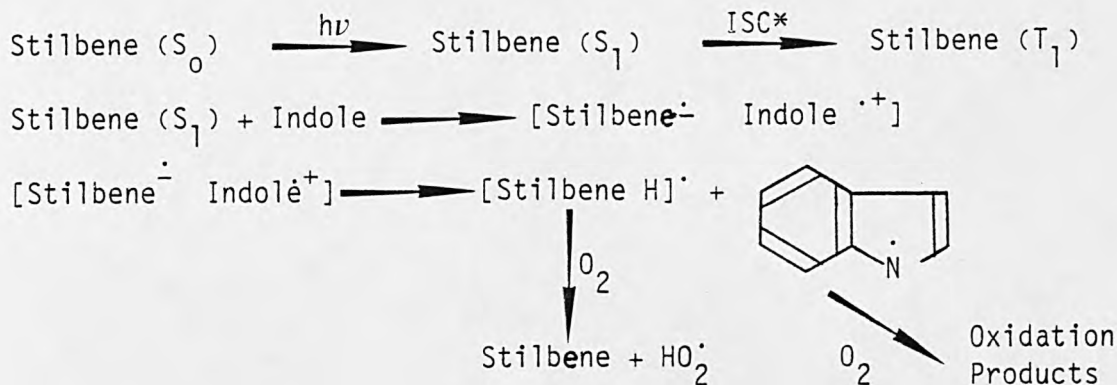 Stilbene (S₀) hν Stilbene (S₁) ISC* Stilbene (T₁)
Stilbene (S₁) + Indole [Stilbene·− Indole ·+]
[Stilbene·− Indole·+] [Stilbene H]· +
Ṅ
O₂
Stilbene + HO₂· O₂ Oxidation
Products